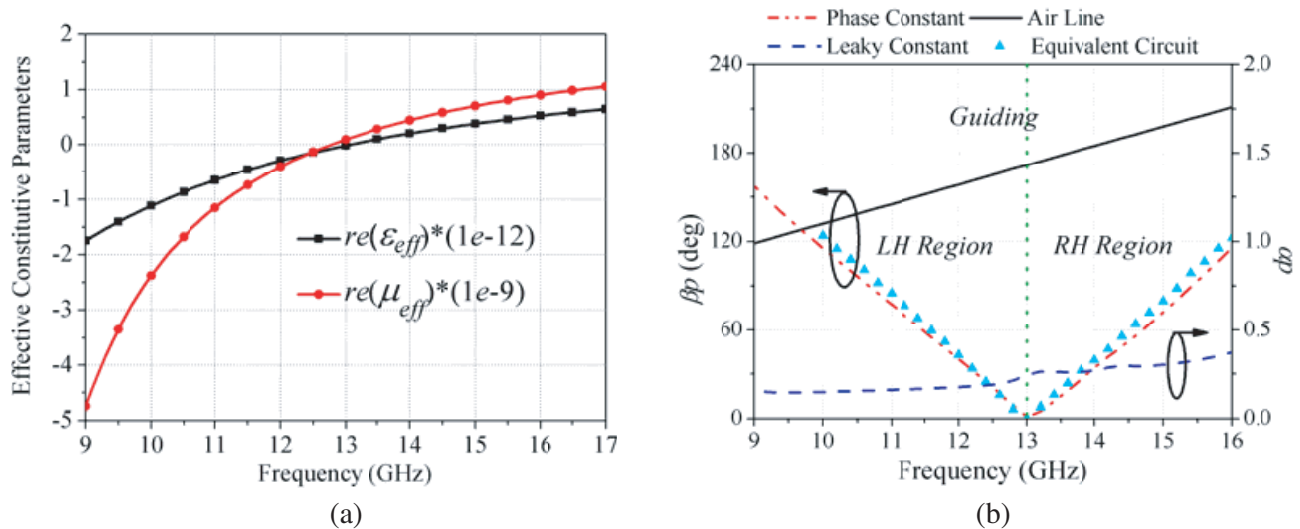 Effective Constitutive Parameters
2
1
0
-1
-2
-3
-4
-5
re(ε_eff)*(1e-12)
re(μ_eff)*(1e-9)
9 10 11 12 13 14 15 16 17
Frequency (GHz)
(a)
Phase Constant Air Line
Leaky Constant Equivalent Circuit
βp (deg)
240
180
120
60
0
Guiding
LH Region RH Region
2.0
1.5
1.0
0.5
0.0
αp
9 10 11 12 13 14 15 16
Frequency (GHz)
(b)